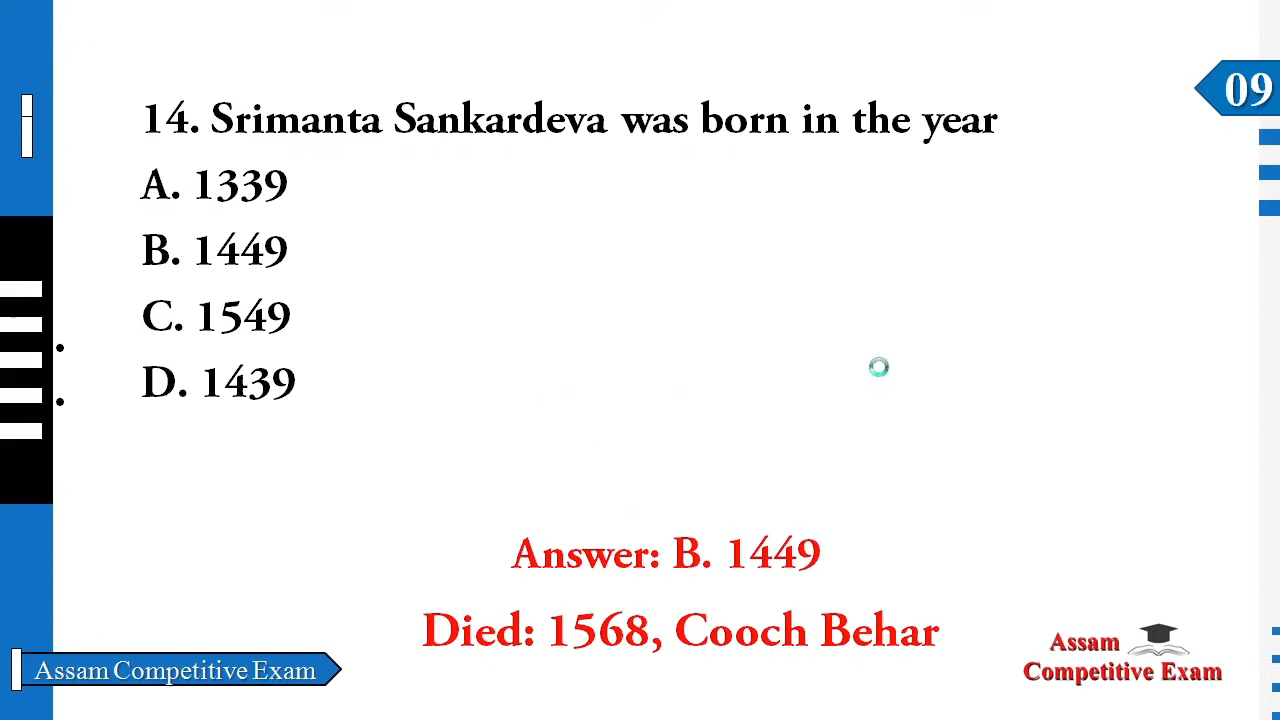 09
14. Srimanta Sankardeva was born in the year
A. 1339
B. 1449
C. 1549
D. 1439
Answer: B. 1449
Died: 1568, Cooch Behar
Assam Competitive Exam
Assam
Competitive Exam